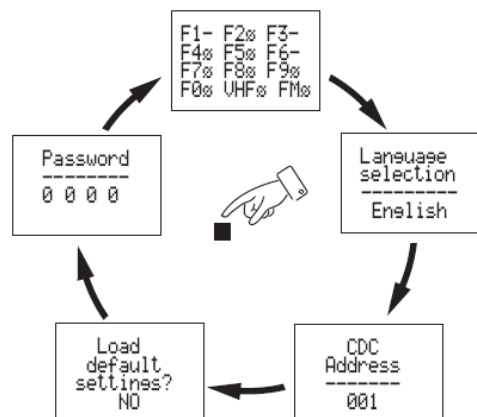 F1- F2ø F3-
F4ø F5ø F6-
F7ø F8ø F9ø
F0ø VHFø FMø
Language
selection
---------
English
CDC
Address
-------
001
Load
default
settings?
NO
Password
--------
0 0 0 0